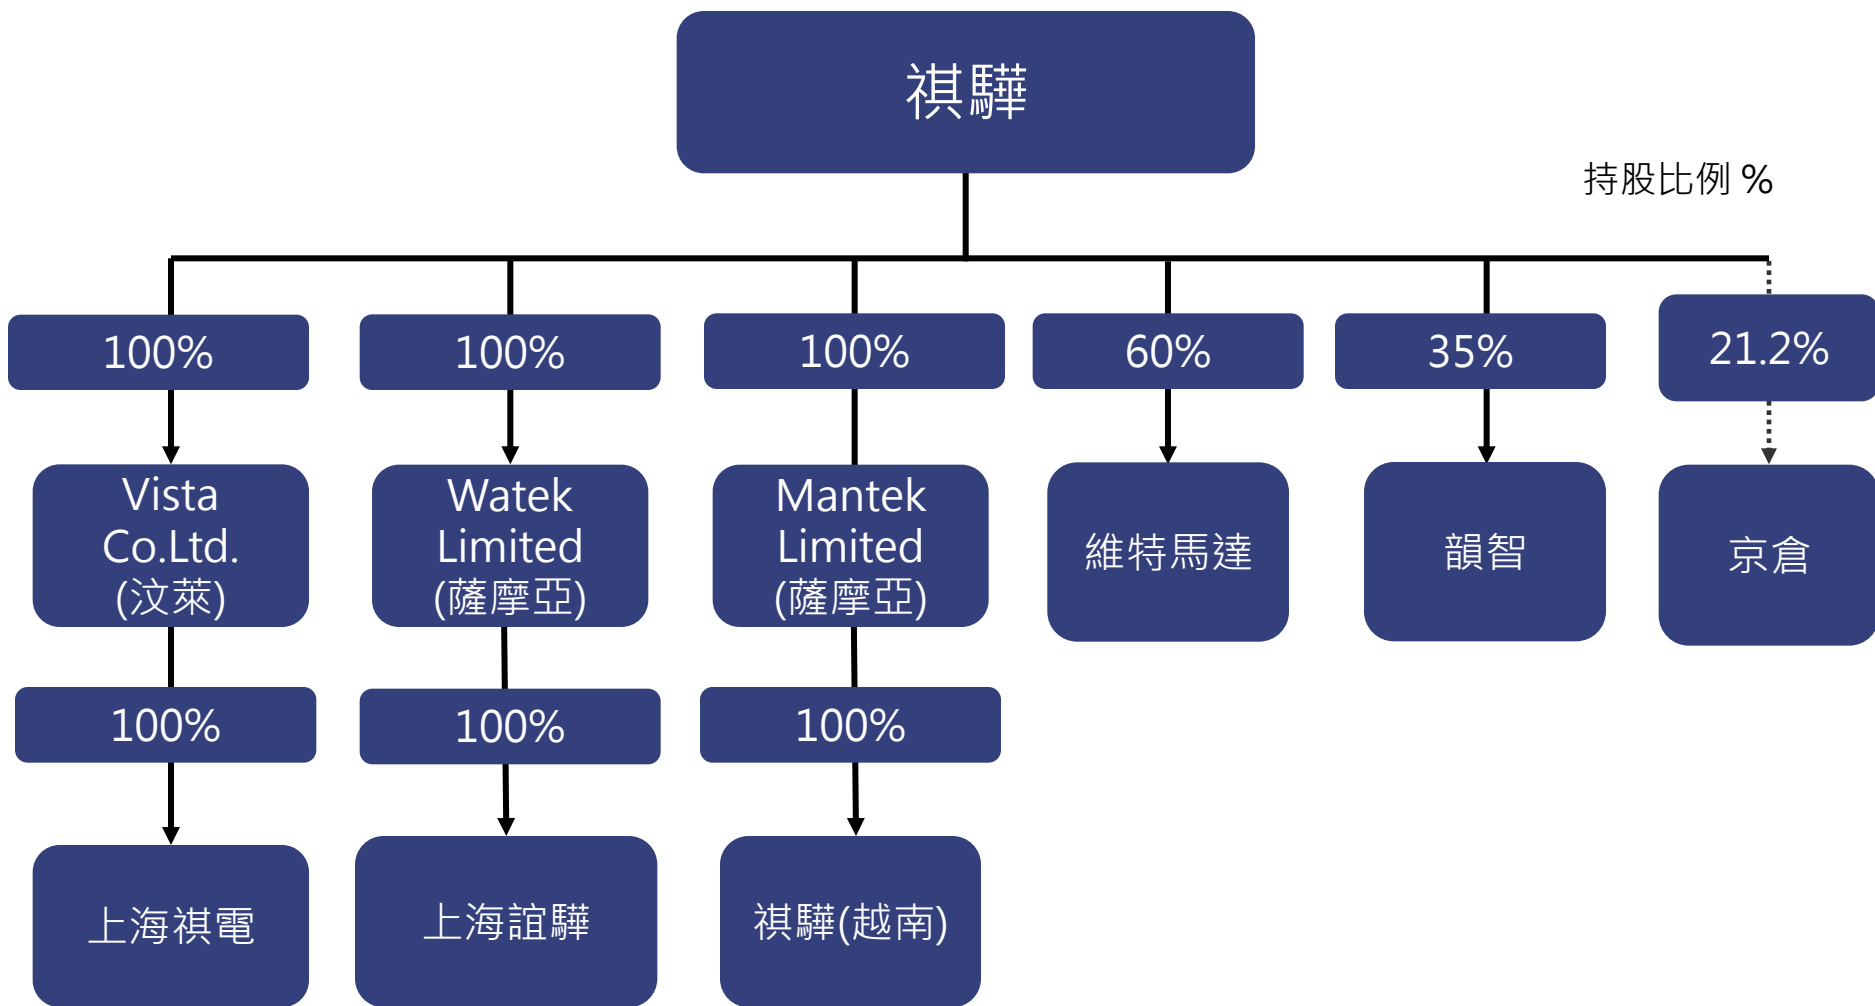 祺驊
持股比例 %
100%
100%
100%
60%
35%
21.2%
Vista
Co.Ltd.
(汶萊)
Watek
Limited
(薩摩亞)
Mantek
Limited
(薩摩亞)
維特馬達
韻智
京倉
100%
100%
100%
上海祺電
上海誼驊
祺驊(越南)